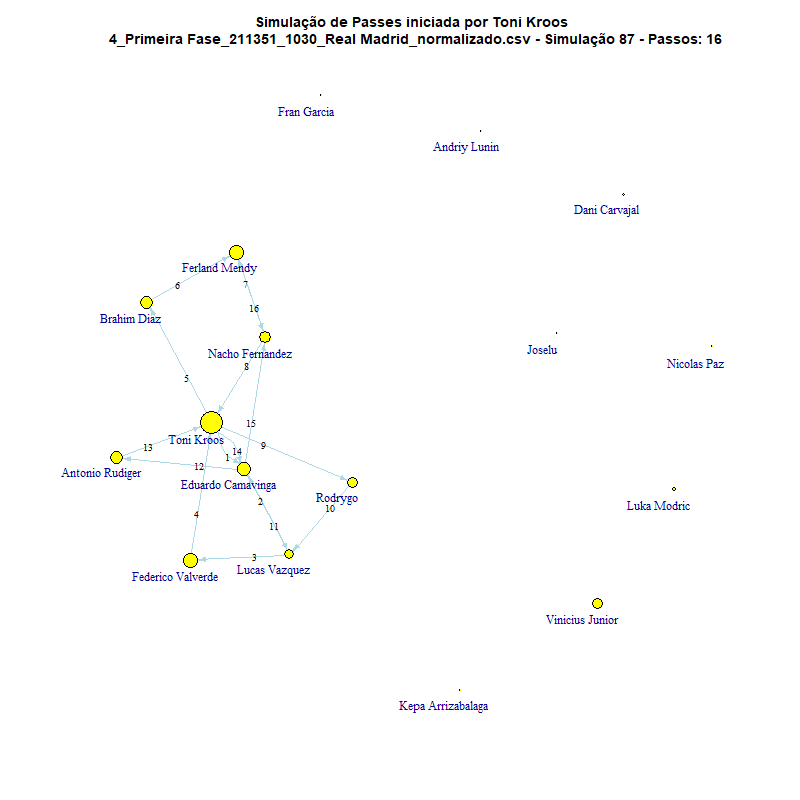 Simulação de Passes iniciada por Toni Kroos
4_Primeira Fase_211351_1030_Real Madrid_normalizado.csv - Simulação 87 - Passos: 16
Fran Garcia
Andriy Lunin
Dani Carvajal
Ferland Mendy
6
7
16
Brahim Diaz
Nacho Fernandez
Joselu
Nicolas Paz
8
5
15
Toni Kroos
9
13
14
1
12
Antonio Rudiger
Eduardo Camavinga
Rodrygo
2
10
Luka Modric
4
11
3
Lucas Vazquez
Federico Valverde
Vinicius Junior
Kepa Arrizabalaga